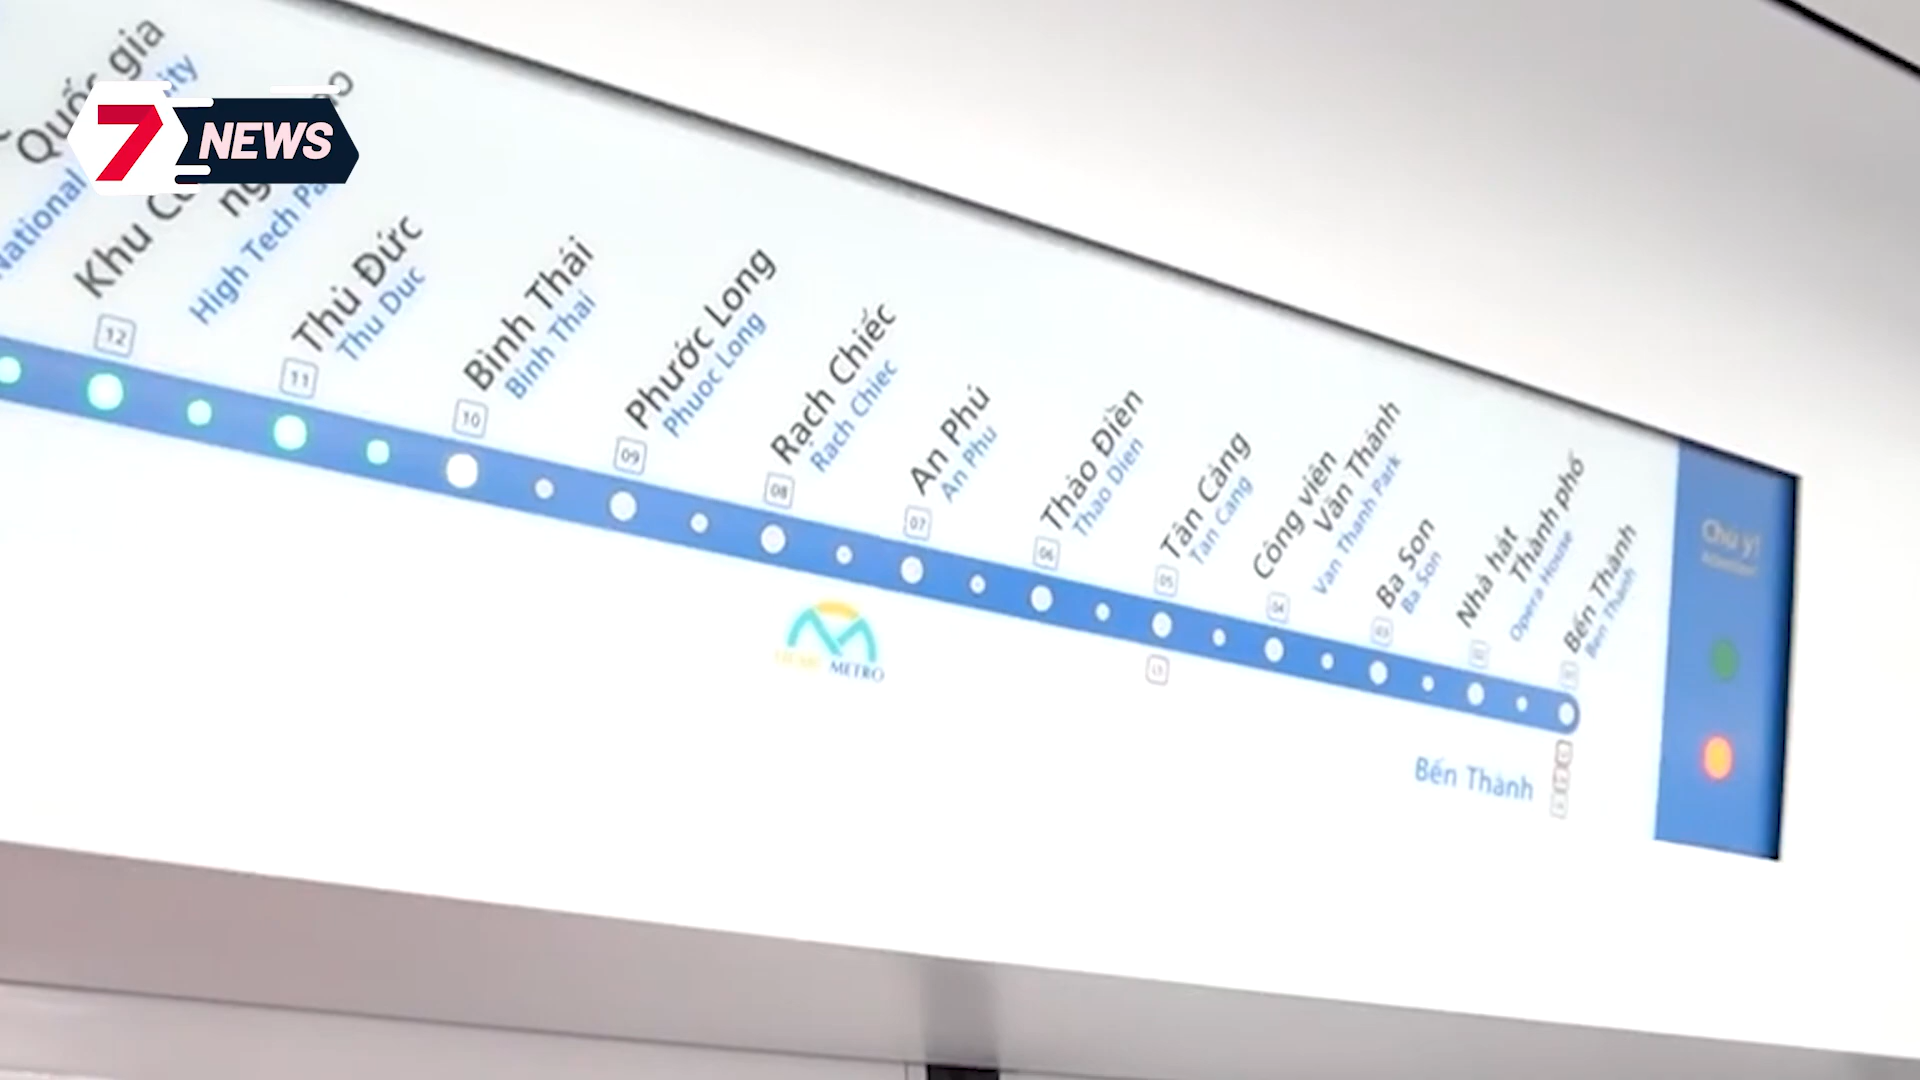 Quốc gia
National
7NEWS
Khu
High Tech
12
Thủ Đức
Thu Duc
11
Bình Thái
Binh Thai
10
Phước Long
Phuoc Long
09
Rạch Chiếc
Rach Chiec
08
An Phú
An Phu
07
Thảo Điền
Thao Dien
06
Tân Cảng
Tan Cang
05
Công viên
Văn Thánh
Van Thanh Park
04
Ba Son
Ba Son
03
Nhà hát
Thành phố
Opera House
Bến Thành
Ben Thanh
METRO
Bến Thành
Chú ý!